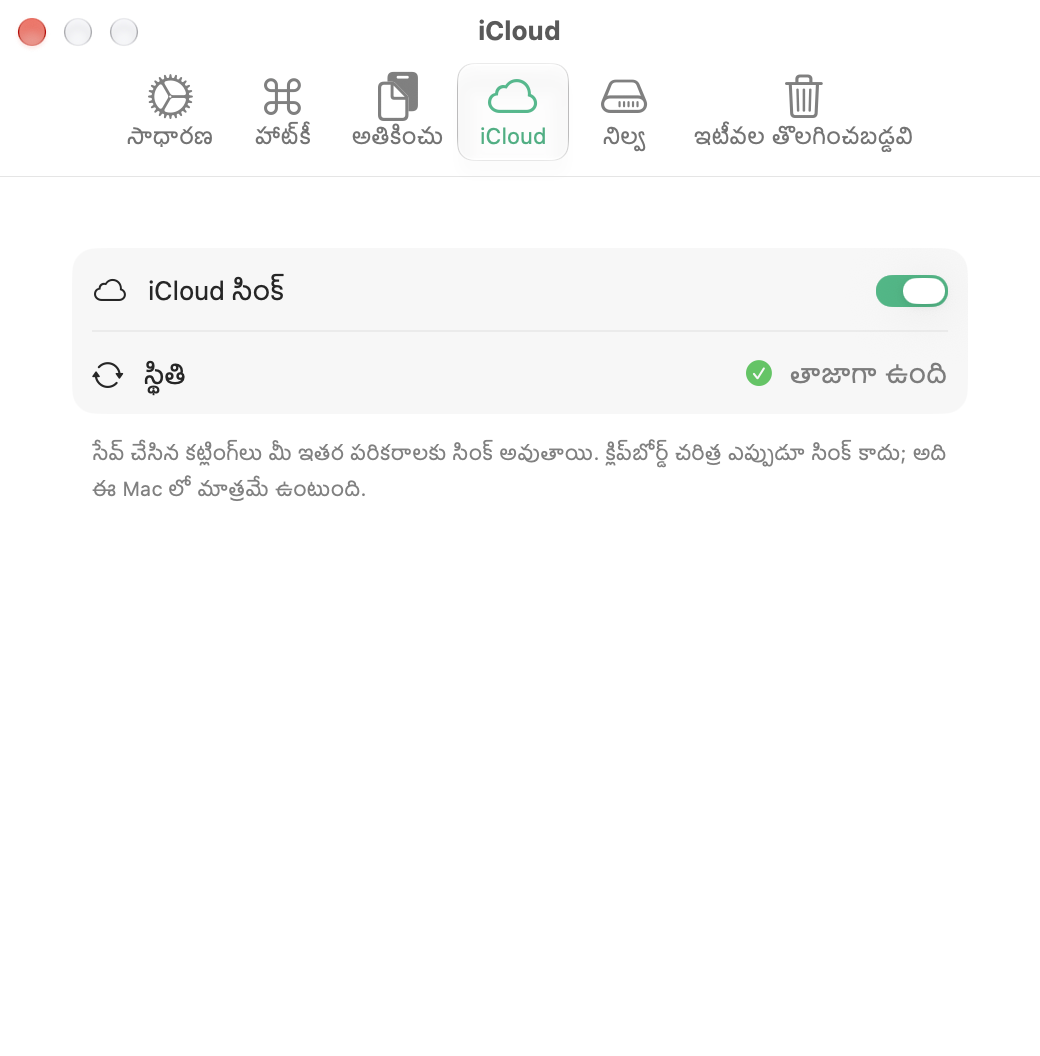 iCloud
సాధారణ
హాట్‌కీ
అతికించు
iCloud
నిల్వ
ఇటీవల తొలగించబడ్డవి
iCloud సింక్
స్థితి
తాజాగా ఉంది
సేవ్ చేసిన కట్లింగ్‌లు మీ ఇతర పరికరాలకు సింక్ అవుతాయి. క్లిప్‌బోర్డ్ చరిత్ర ఎప్పుడూ సింక్ కాదు; అది
ఈ Mac లో మాత్రమే ఉంటుంది.